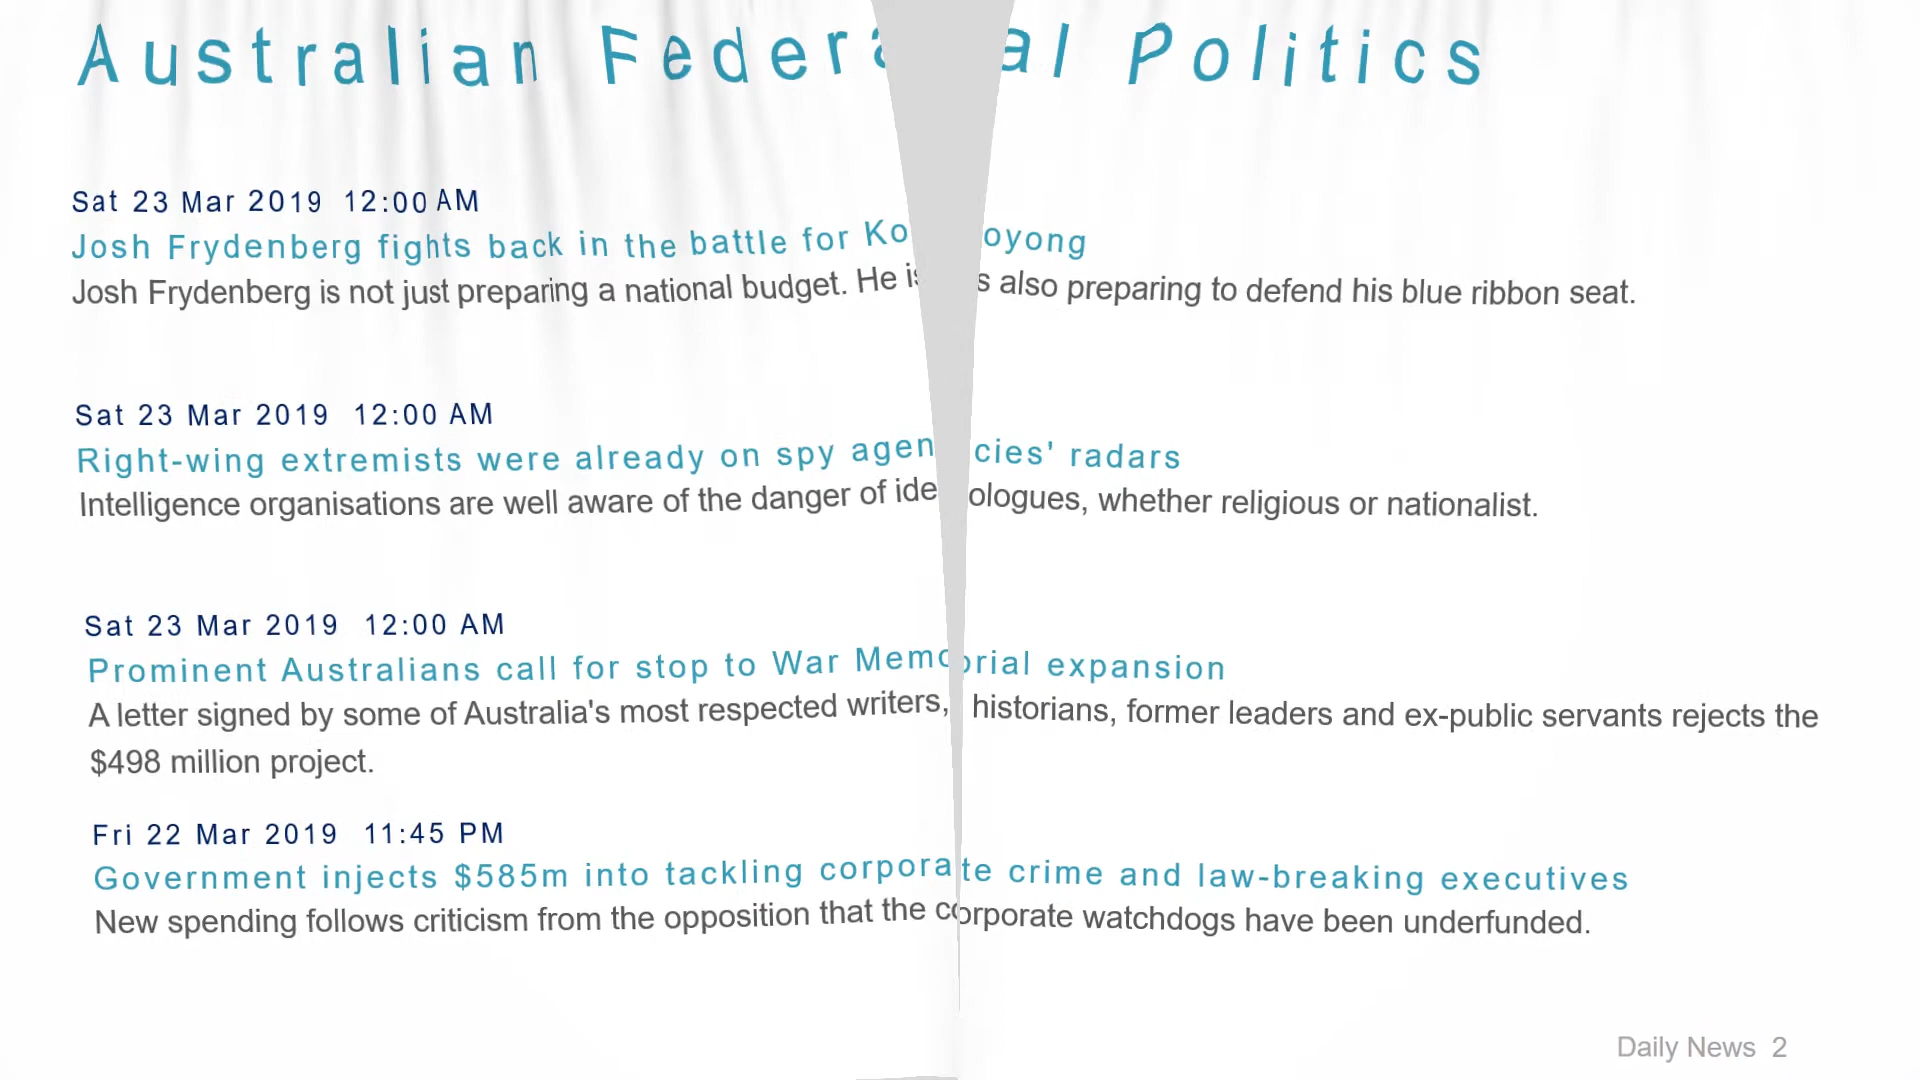 Australian Federal Politics
Sat 23 Mar 2019 12:00 AM
Josh Frydenberg fights back in the battle for Kooyong
Josh Frydenberg is not just preparing a national budget. He is also preparing to defend his blue ribbon seat.
Sat 23 Mar 2019 12:00 AM
Right-wing extremists were already on spy agencies' radars
Intelligence organisations are well aware of the danger of ideologues, whether religious or nationalist.
Sat 23 Mar 2019 12:00 AM
Prominent Australians call for stop to War Memorial expansion
A letter signed by some of Australia's most respected writers, historians, former leaders and ex-public servants rejects the
$498 million project.
Fri 22 Mar 2019 11:45 PM
Government injects $585m into tackling corporate crime and law-breaking executives
New spending follows criticism from the opposition that the corporate watchdogs have been underfunded.
Daily News 2